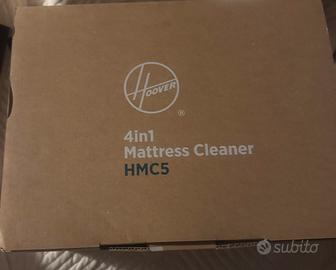 HOOVER
®
4in1
Mattress Cleaner
HMC5
subito